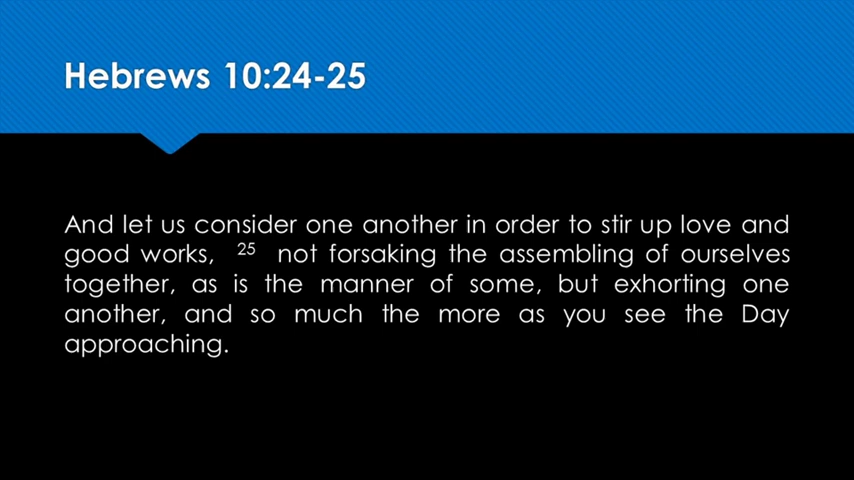 Hebrews 10:24-25
And let us consider one another in order to stir up love and
good works, 25 not forsaking the assembling of ourselves
together, as is the manner of some, but exhorting one
another, and so much the more as you see the Day
approaching.